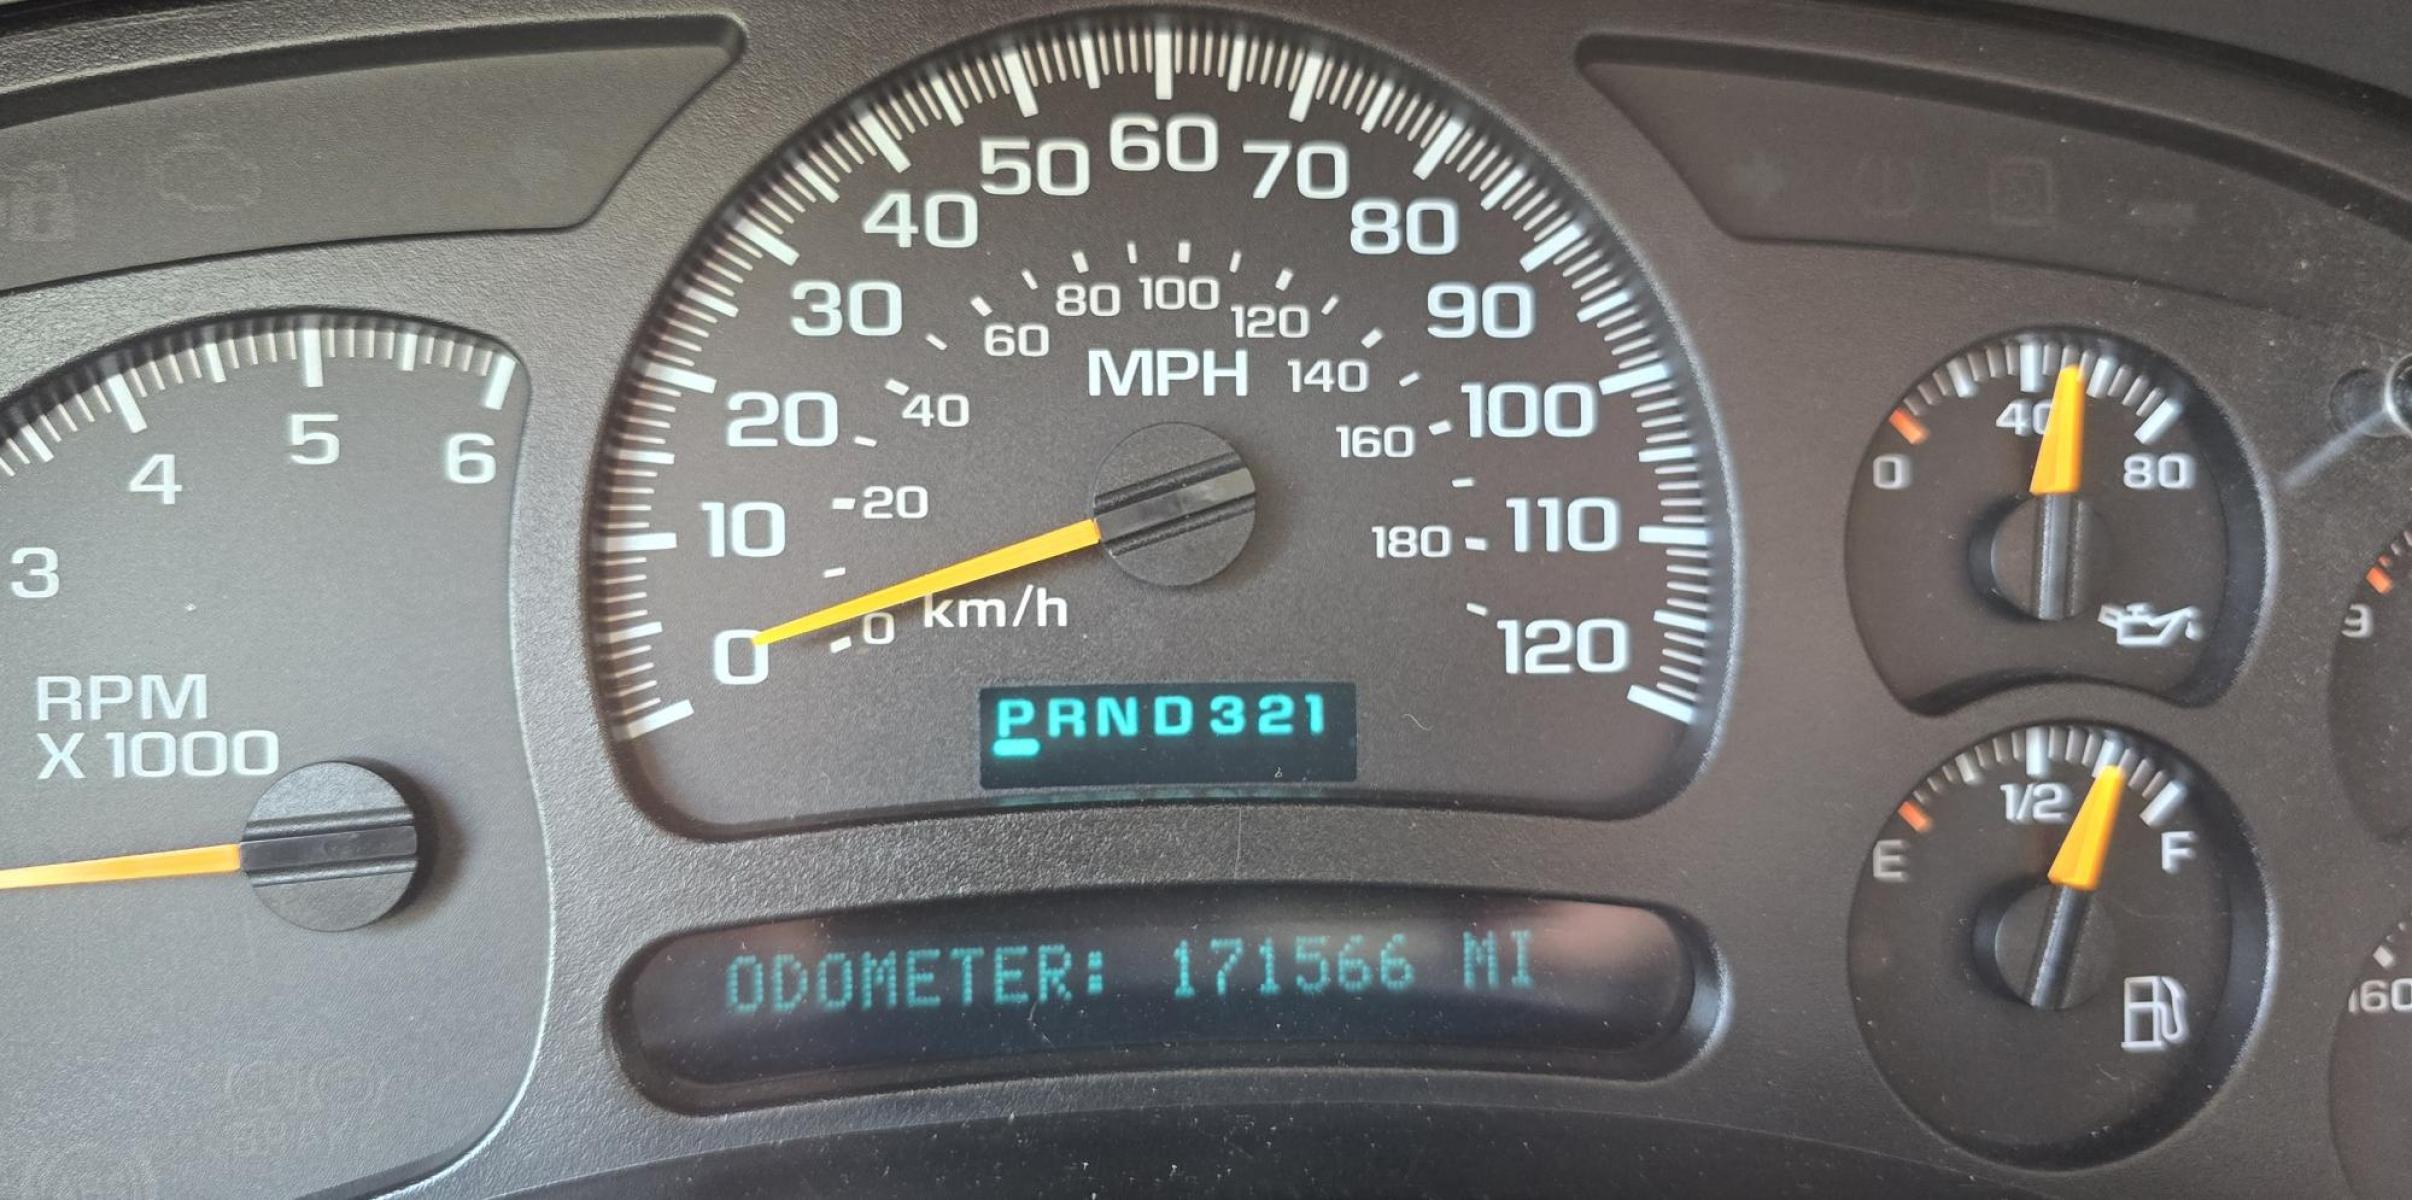 60
50 70
40 80
30 90
20 100
10 110
0 120
80 100 120
60 140
40 160
20 180
0
MPH
km/h
PRND321
ODOMETER: 171566 MI
3 4 5 6
RPM
X 1000
0 80
E 1/2 F
160